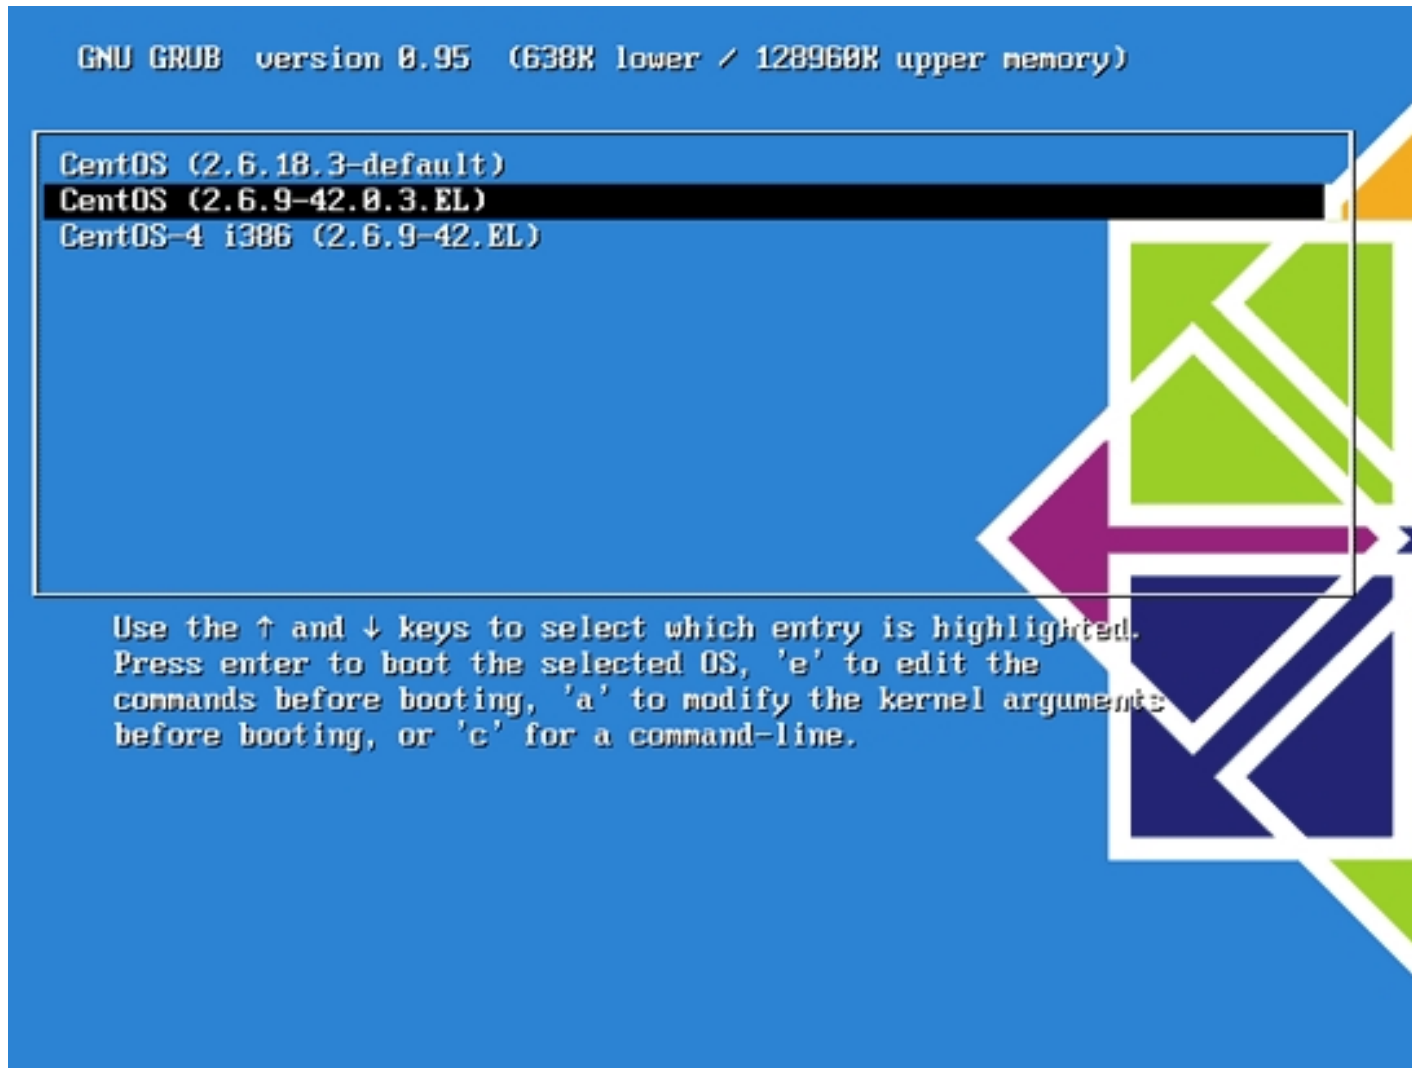 GNU GRUB  version 0.95  (638K lower / 128960K upper memory)
CentOS (2.6.18.3-default)
CentOS (2.6.9-42.0.3.EL)
CentOS-4 i386 (2.6.9-42.EL)
Use the ↑ and ↓ keys to select which entry is highlighted.
Press enter to boot the selected OS, 'e' to edit the
commands before booting, 'a' to modify the kernel arguments
before booting, or 'c' for a command-line.